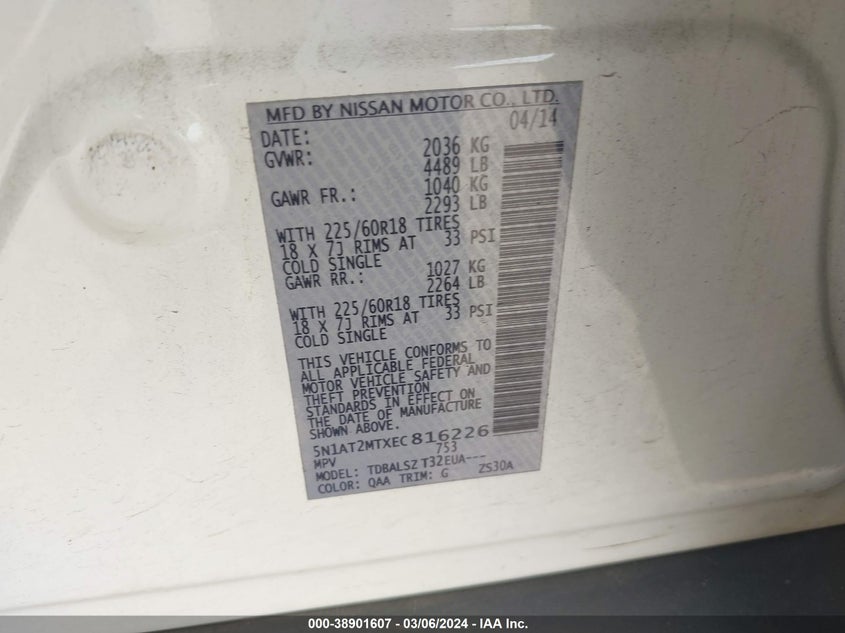 MFD BY NISSAN MOTOR CO., LTD.
DATE: 04/14
GVWR: 2036 KG
4489 LB
GAWR FR.: 1040 KG
2293 LB
WITH 225/60R18 TIRES
18 X 7J RIMS AT 33 PSI
COLD SINGLE
GAWR RR.: 1027 KG
2264 LB
WITH 225/60R18 TIRES
18 X 7J RIMS AT 33 PSI
COLD SINGLE
THIS VEHICLE CONFORMS TO
ALL APPLICABLE FEDERAL
MOTOR VEHICLE SAFETY AND
THEFT PREVENTION
STANDARDS IN EFFECT ON
THE DATE OF MANUFACTURE
SHOWN ABOVE.
5N1AT2MTXEC816226
MPV 753
MODEL: TDBALSZ T32EUA---
COLOR: QAA TRIM: G ZS30A
000-38901607 - 03/06/2024 - IAA Inc.